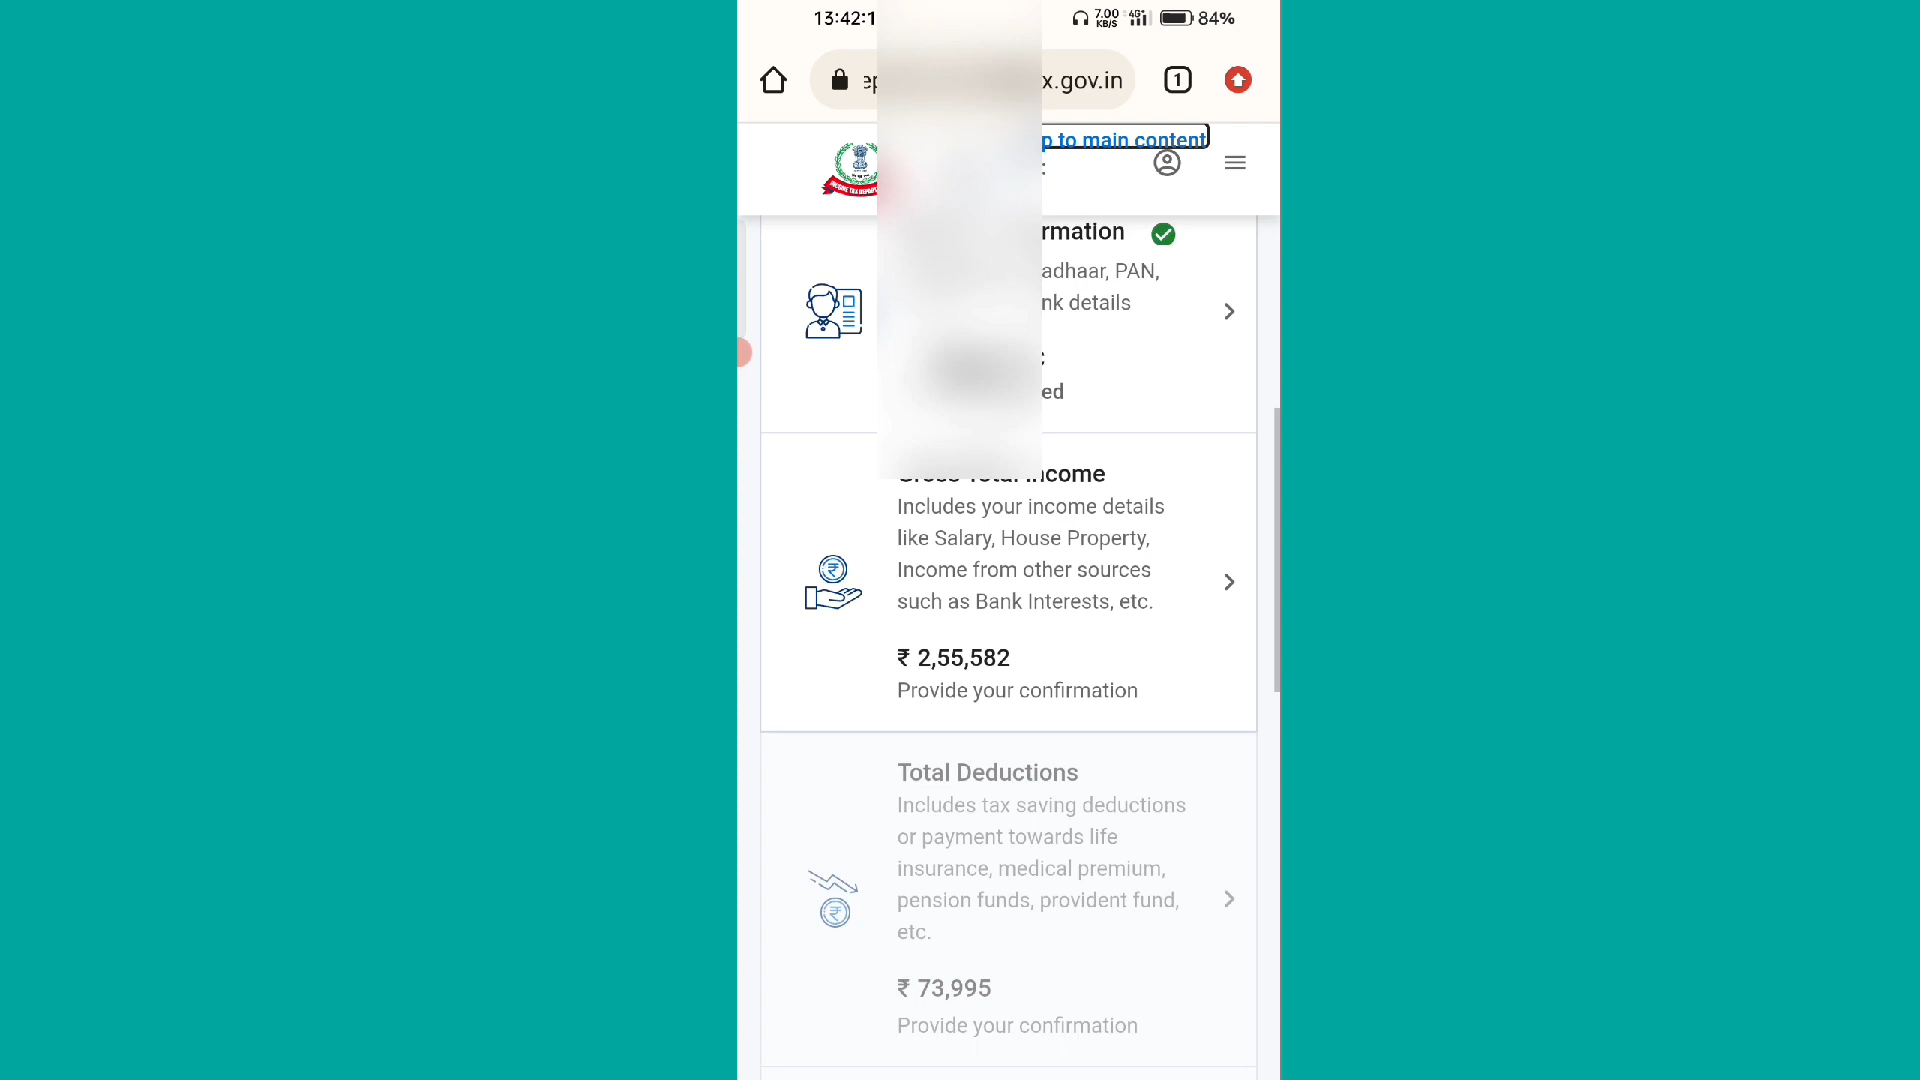 13:42:1 7.00 KB/S 4G+ 84%
x.gov.in 1
p to main content
rmation
adhaar, PAN,
nk details
ed
Gross Total Income
Includes your income details
like Salary, House Property,
Income from other sources
such as Bank Interests, etc.
₹ 2,55,582
Provide your confirmation
Total Deductions
Includes tax saving deductions
or payment towards life
insurance, medical premium,
pension funds, provident fund,
etc.
₹ 73,995
Provide your confirmation